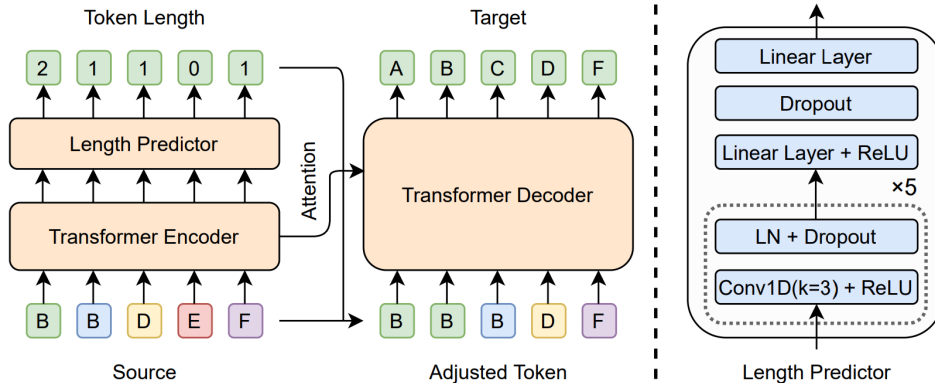 Token Length
2 1 1 0 1
Length Predictor
Transformer Encoder
B B D E F
Source
Attention
Target
A B C D F
Transformer Decoder
B B B D F
Adjusted Token
Linear Layer
Dropout
Linear Layer + ReLU
×5
LN + Dropout
Conv1D(k=3) + ReLU
Length Predictor